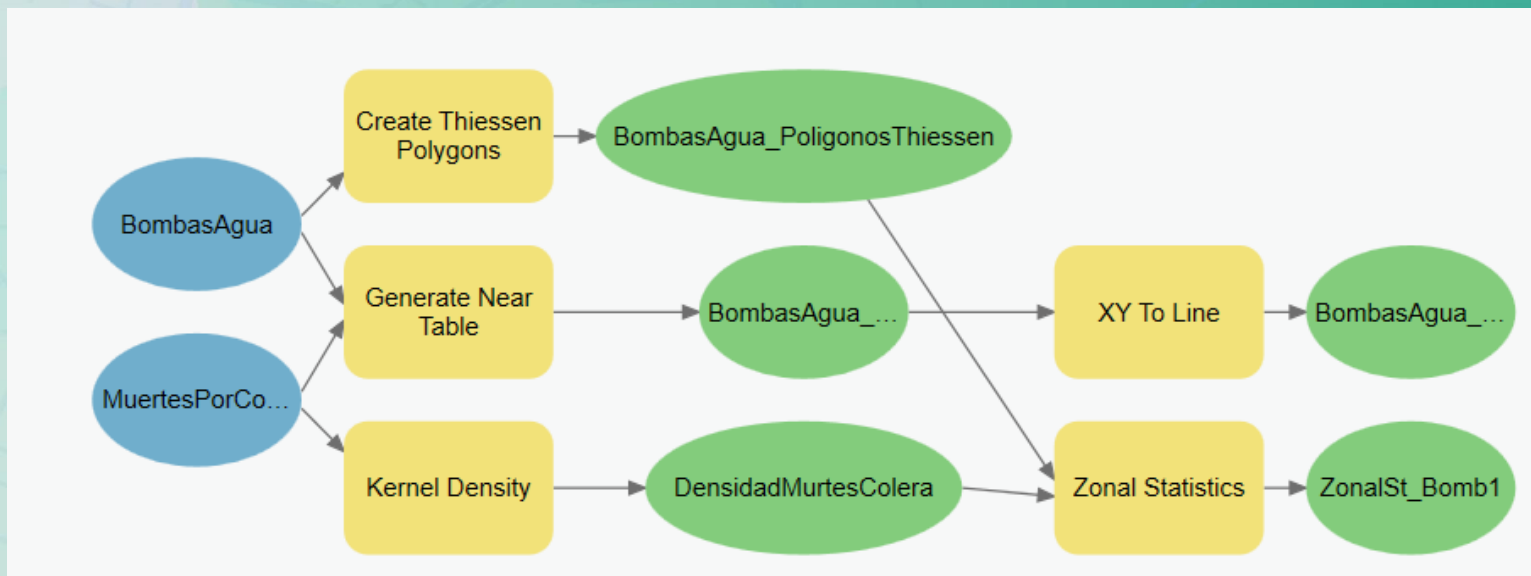 Create Thiessen
Polygons
BombasAgua_PoligonosThiessen
BombasAgua
Generate Near
Table
BombasAgua_...
XY To Line
BombasAgua_...
MuertesPorCo...
Kernel Density
DensidadMurtesColera
Zonal Statistics
ZonalSt_Bomb1